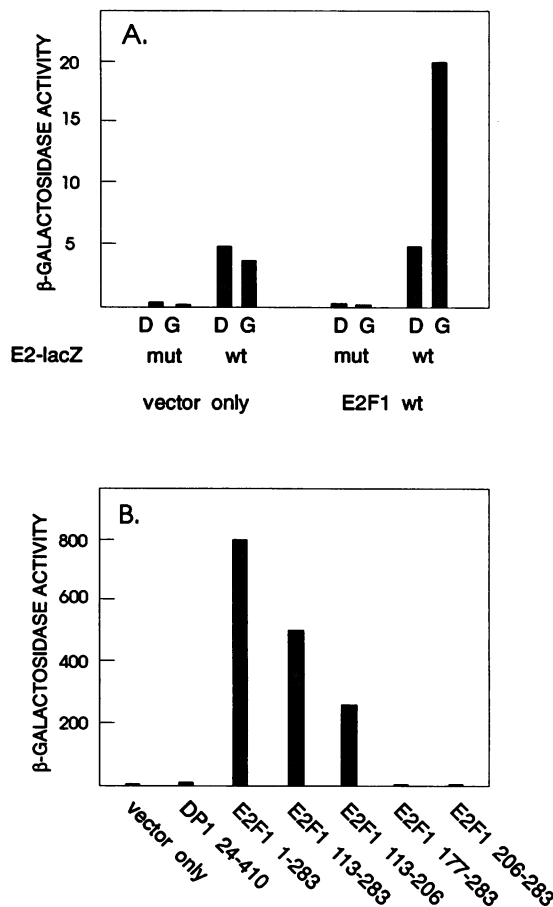 A.
β-GALACTOSIDASE ACTIVITY
20
15
10
5
D G D G D G D G
E2-lacZ mut wt mut wt
vector only E2F1 wt
B.
β-GALACTOSIDASE ACTIVITY
800
600
400
200
vector only
DP1 24-410
E2F1 1-283
E2F1 113-283
E2F1 113-206
E2F1 177-283
E2F1 206-283